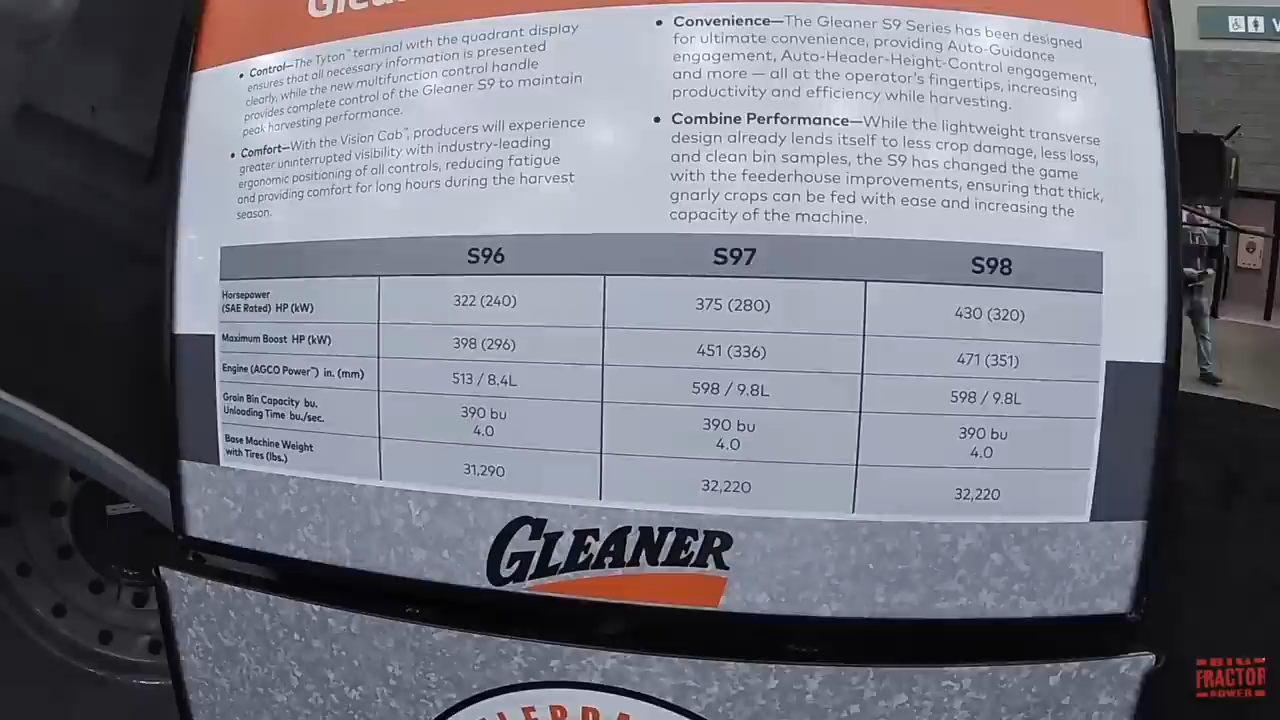 • Control—The Tyton™ terminal with the quadrant display
ensures that all necessary information is presented
clearly, while the new multifunction control handle
provides complete control of the Gleaner S9 to maintain
peak harvesting performance.
• Comfort—With the Vision Cab™, producers will experience
greater uninterrupted visibility with industry-leading
ergonomic positioning of all controls, reducing fatigue
and providing comfort for long hours during the harvest
season.
• Convenience—The Gleaner S9 Series has been designed
for ultimate convenience, providing Auto-Guidance
engagement, Auto-Header-Height-Control engagement,
and more — all at the operator's fingertips, increasing
productivity and efficiency while harvesting.
• Combine Performance—While the lightweight transverse
design already lends itself to less crop damage, less loss,
and clean bin samples, the S9 has changed the game
with the feederhouse improvements, ensuring that thick,
gnarly crops can be fed with ease and increasing the
capacity of the machine.
S96 S97 S98
Horsepower
(SAE Rated) HP (kW) 322 (240) 375 (280) 430 (320)
Maximum Boost HP (kW) 398 (296) 451 (336) 471 (351)
Engine (AGCO Power™) in. (mm) 513 / 8.4L 598 / 9.8L 598 / 9.8L
Grain Bin Capacity bu. 390 bu 390 bu 390 bu
Unloading Time bu./sec. 4.0 4.0 4.0
Base Machine Weight
with Tires (lbs.) 31,290 32,220 32,220
GLEANER
BIG
TRACTOR
POWER